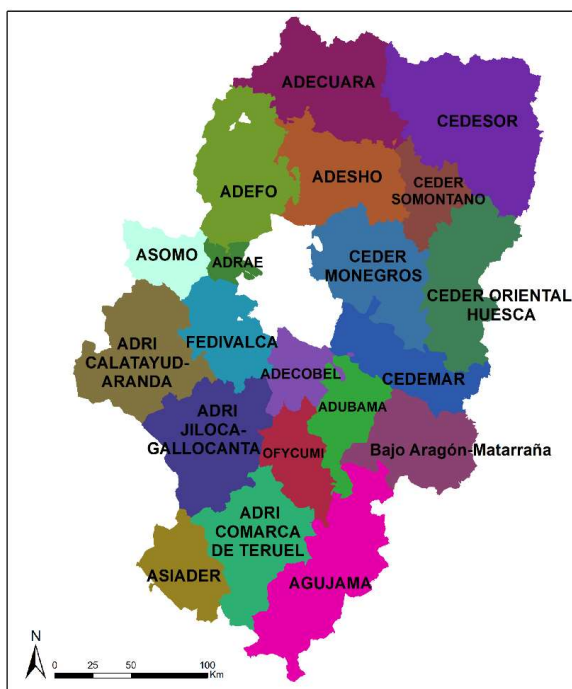 ADECUARA
CEDESOR
ADEFO
ADESHO
CEDER
SOMONTANO
ASOMO
ADRAE
CEDER
MONEGROS
CEDER ORIENTAL
HUESCA
ADRI
CALATAYUD-
ARANDA
FEDIVALCA
ADECOBEL
CEDEMAR
ADRI
JILOCA-
GALLOCANTA
ADUBAMA
OFYCUMI
Bajo Aragón-Matarraña
ADRI
COMARCA
DE TERUEL
ASIADER
AGUJAMA
N
0 25 50 100
Km